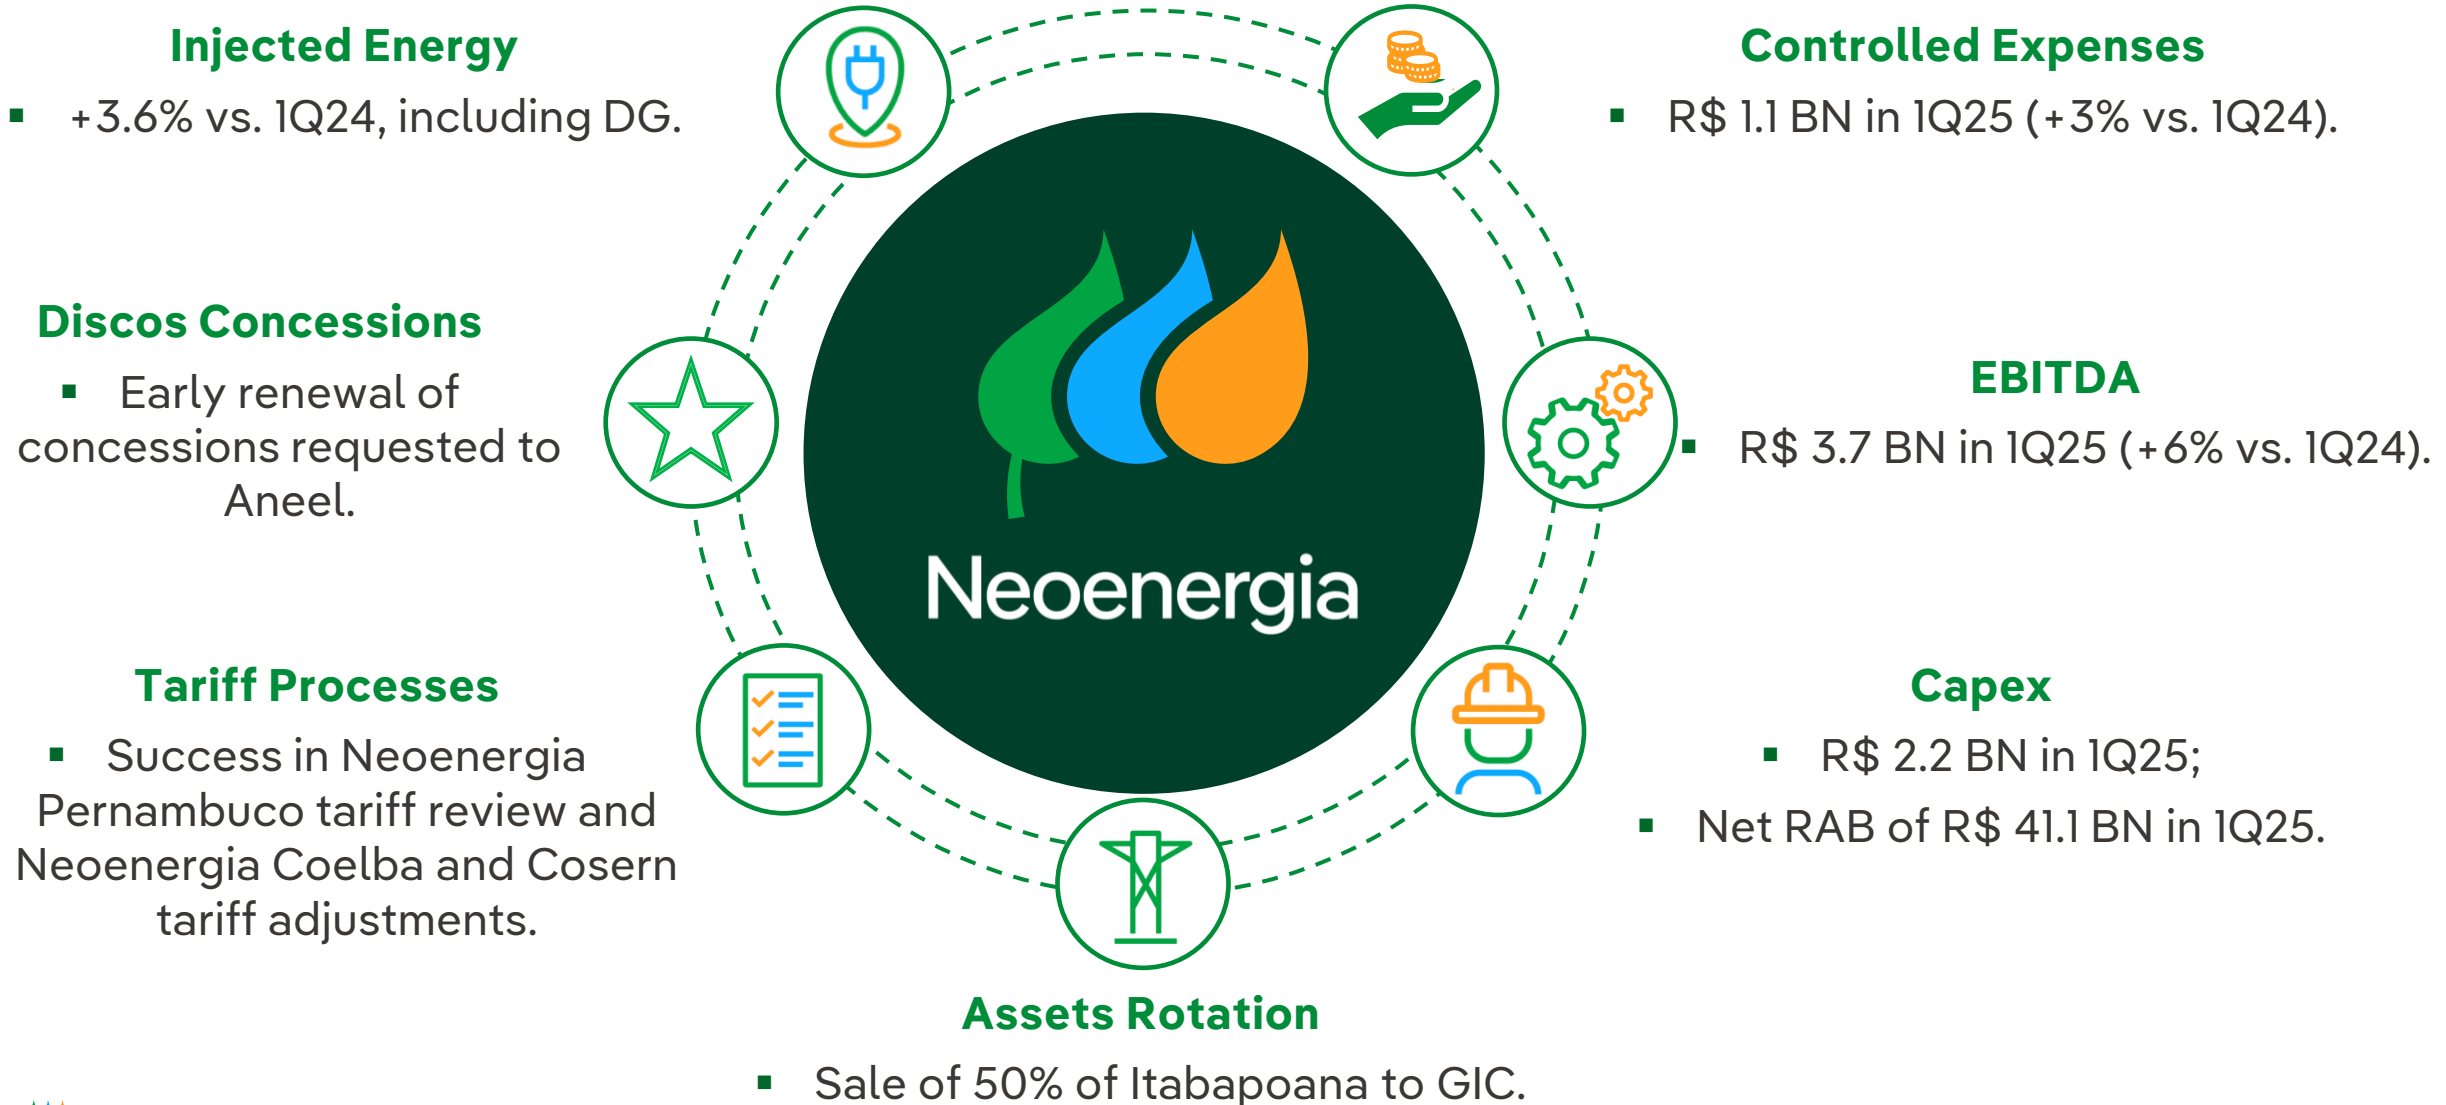 Injected Energy
▪ +3.6% vs. 1Q24, including DG.
Discos Concessions
▪ Early renewal of
concessions requested to
Aneel.
Tariff Processes
▪ Success in Neoenergia
Pernambuco tariff review and
Neoenergia Coelba and Cosern
tariff adjustments.
Neoenergia
Assets Rotation
▪ Sale of 50% of Itabapoana to GIC.
Controlled Expenses
▪ R$ 1.1 BN in 1Q25 (+3% vs. 1Q24).
EBITDA
▪ R$ 3.7 BN in 1Q25 (+6% vs. 1Q24).
Capex
▪ R$ 2.2 BN in 1Q25;
▪ Net RAB of R$ 41.1 BN in 1Q25.